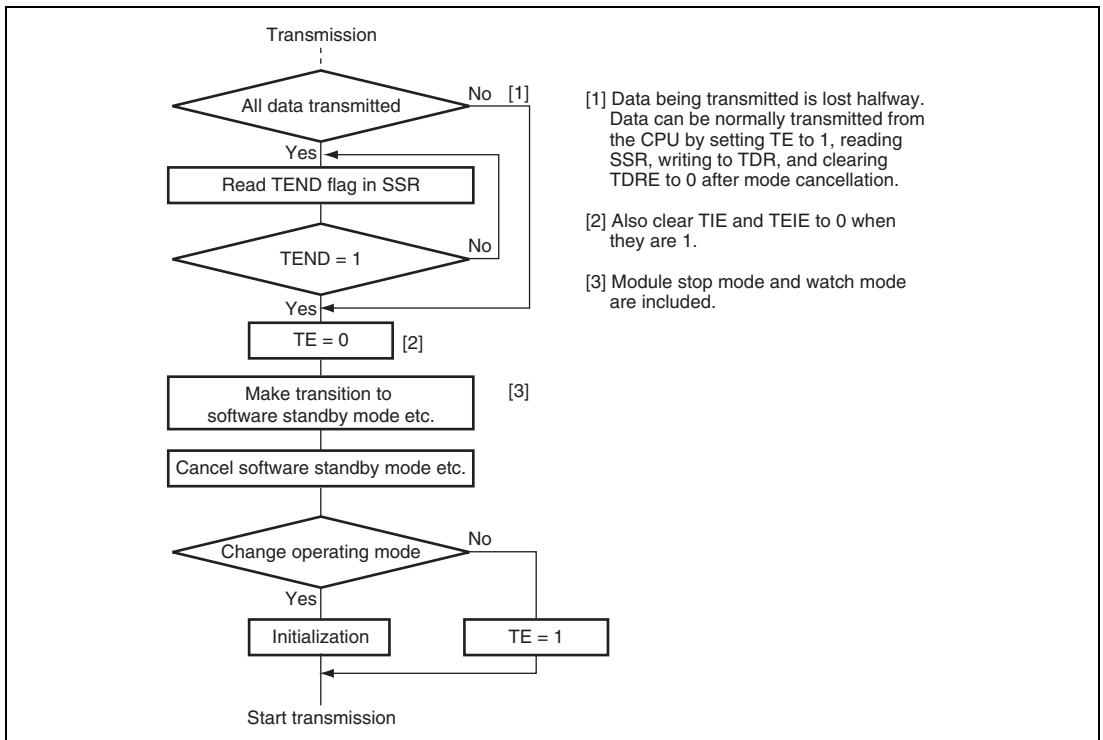 Transmission
All data transmitted
No [1]
Yes
Read TEND flag in SSR
TEND = 1
No
Yes
TE = 0
[2]
Make transition to
software standby mode etc.
[3]
Cancel software standby mode etc.
Change operating mode
No
Yes
Initialization
TE = 1
Start transmission
[1] Data being transmitted is lost halfway.
Data can be normally transmitted from
the CPU by setting TE to 1, reading
SSR, writing to TDR, and clearing
TDRE to 0 after mode cancellation.
[2] Also clear TIE and TEIE to 0 when
they are 1.
[3] Module stop mode and watch mode
are included.